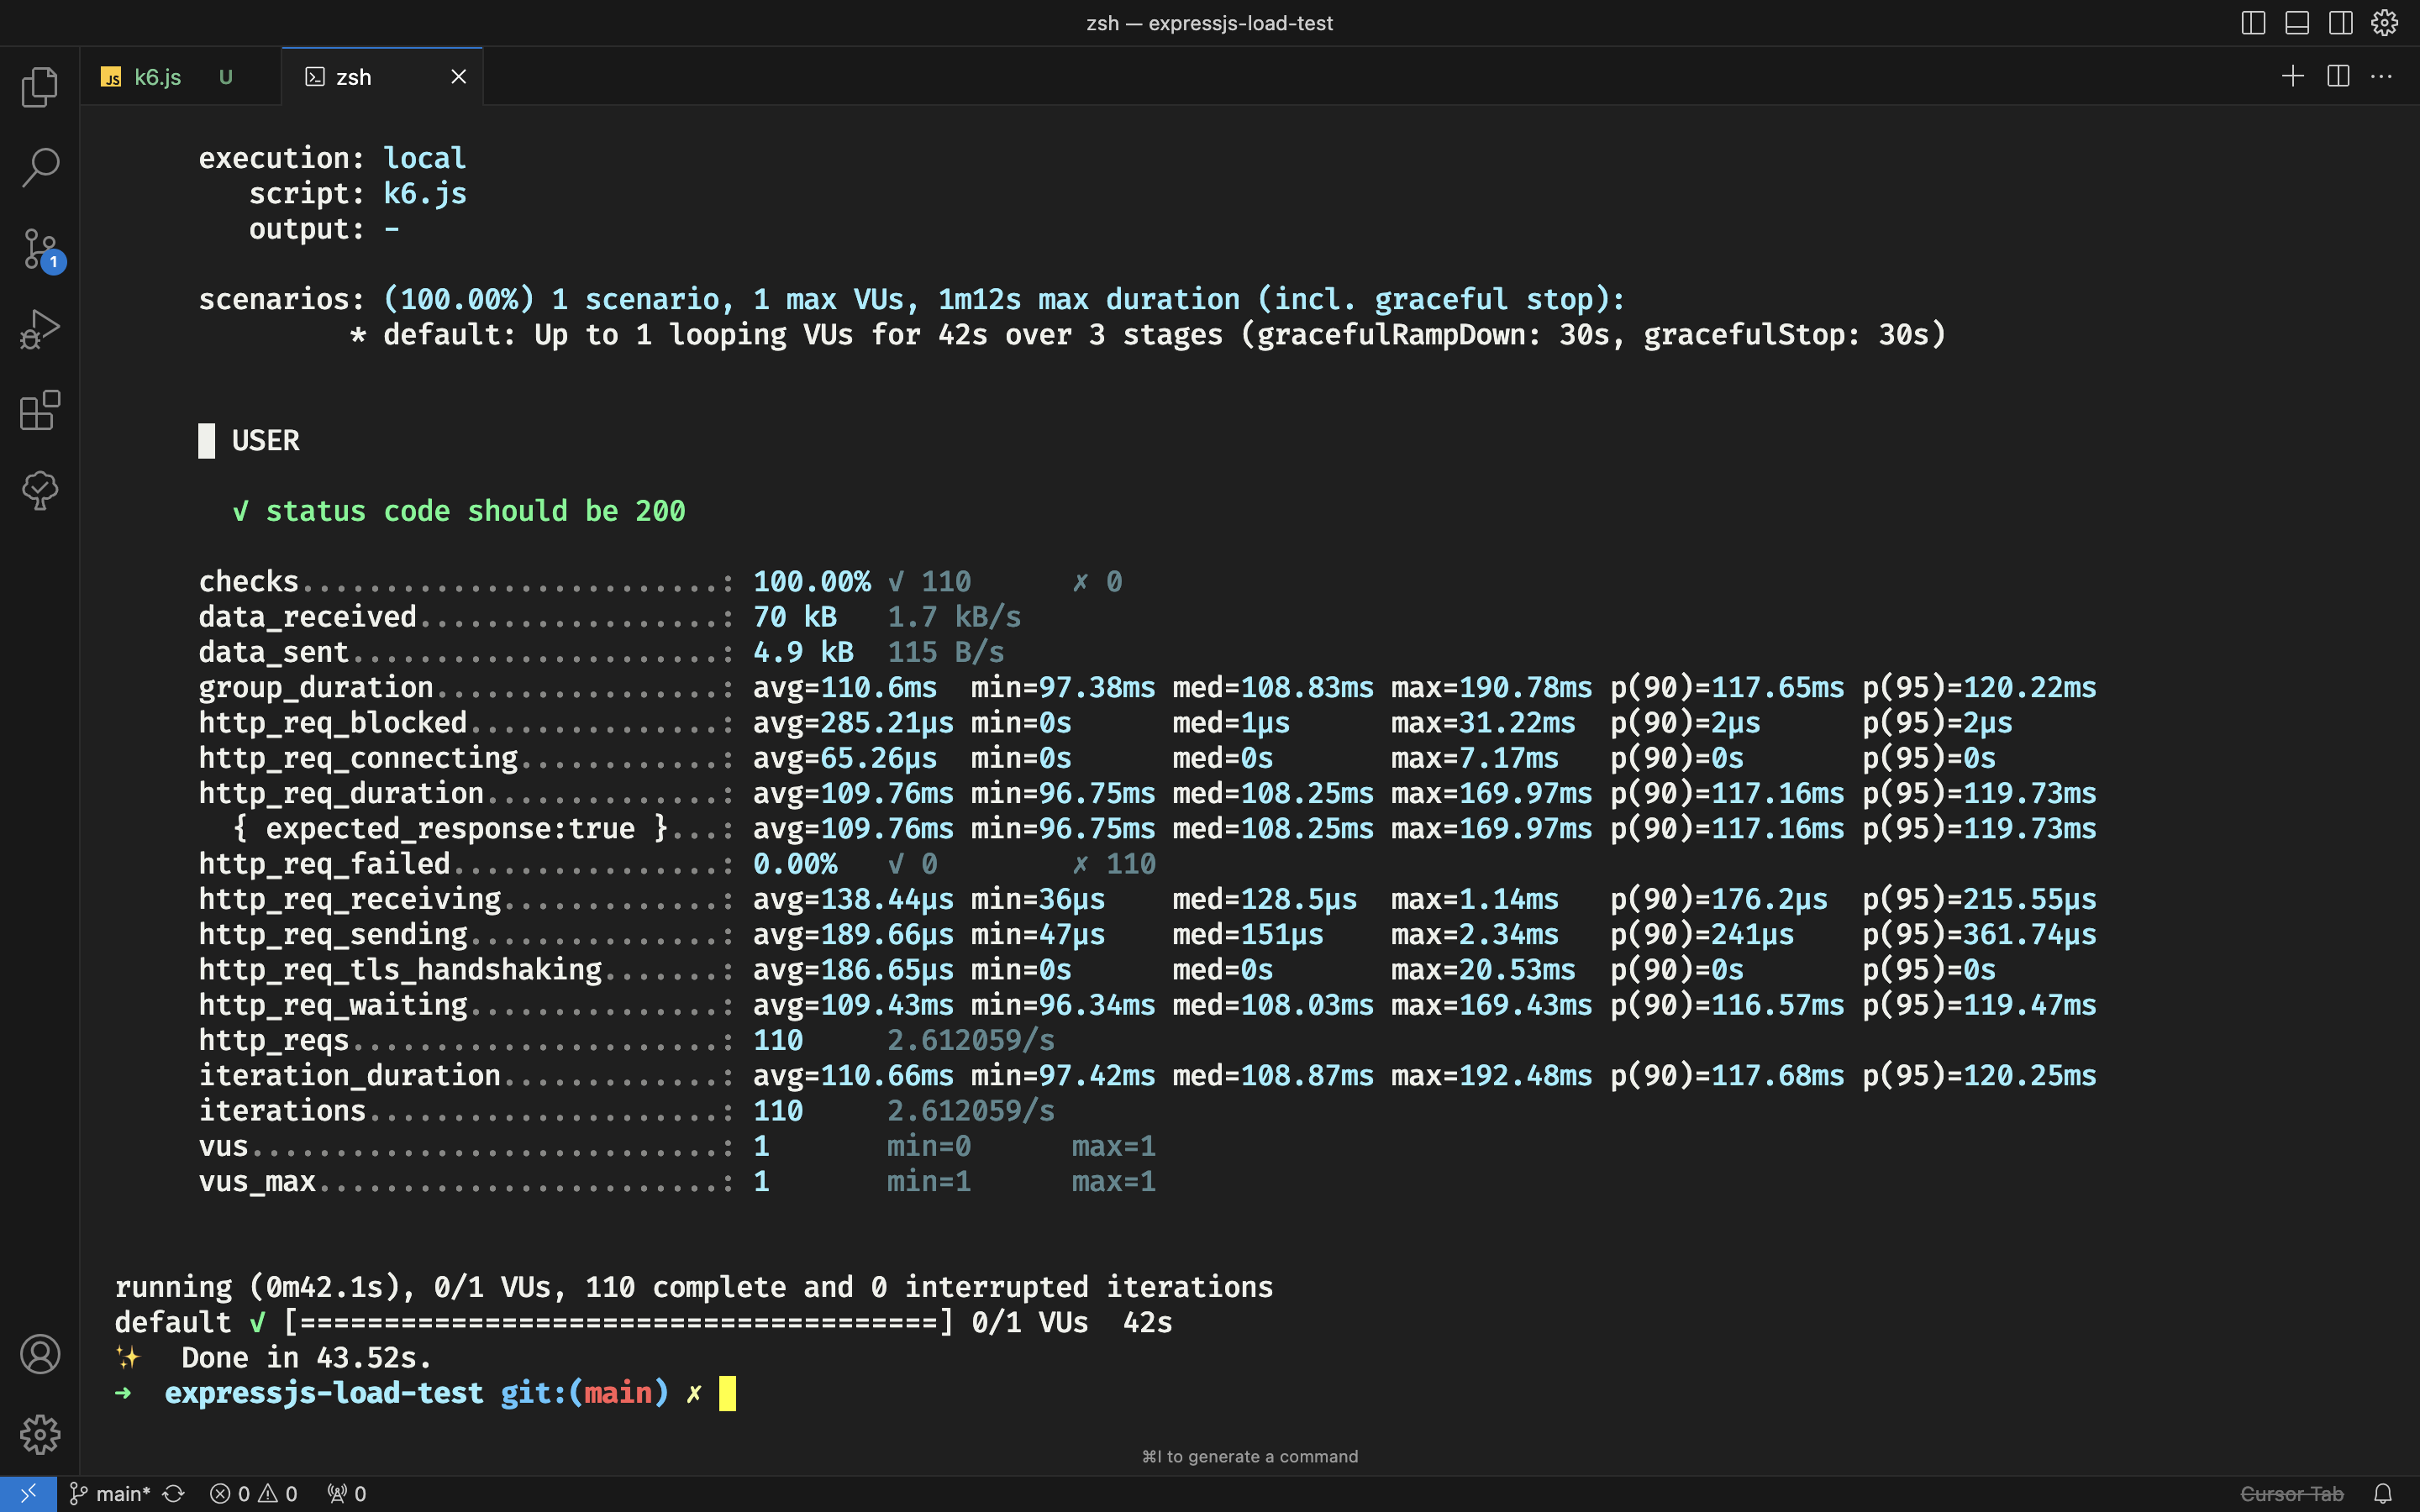 zsh — expressjs-load-test
k6.js U
zsh
execution: local
script: k6.js
output: -
scenarios: (100.00%) 1 scenario, 1 max VUs, 1m12s max duration (incl. graceful stop):
* default: Up to 1 looping VUs for 42s over 3 stages (gracefulRampDown: 30s, gracefulStop: 30s)
█ USER
✓ status code should be 200
checks.........................: 100.00% ✓ 110 ✗ 0
data_received..................: 70 kB 1.7 kB/s
data_sent......................: 4.9 kB 115 B/s
group_duration.................: avg=110.6ms min=97.38ms med=108.83ms max=190.78ms p(90)=117.65ms p(95)=120.22ms
http_req_blocked...............: avg=285.21µs min=0s med=1µs max=31.22ms p(90)=2µs p(95)=2µs
http_req_connecting............: avg=65.26µs min=0s med=0s max=7.17ms p(90)=0s p(95)=0s
http_req_duration..............: avg=109.76ms min=96.75ms med=108.25ms max=169.97ms p(90)=117.16ms p(95)=119.73ms
{ expected_response:true }...: avg=109.76ms min=96.75ms med=108.25ms max=169.97ms p(90)=117.16ms p(95)=119.73ms
http_req_failed................: 0.00% ✓ 0 ✗ 110
http_req_receiving.............: avg=138.44µs min=36µs med=128.5µs max=1.14ms p(90)=176.2µs p(95)=215.55µs
http_req_sending...............: avg=189.66µs min=47µs med=151µs max=2.34ms p(90)=241µs p(95)=361.74µs
http_req_tls_handshaking.......: avg=186.65µs min=0s med=0s max=20.53ms p(90)=0s p(95)=0s
http_req_waiting...............: avg=109.43ms min=96.34ms med=108.03ms max=169.43ms p(90)=116.57ms p(95)=119.47ms
http_reqs......................: 110 2.612059/s
iteration_duration.............: avg=110.66ms min=97.42ms med=108.87ms max=192.48ms p(90)=117.68ms p(95)=120.25ms
iterations.....................: 110 2.612059/s
vus............................: 1 min=0 max=1
vus_max........................: 1 min=1 max=1
running (0m42.1s), 0/1 VUs, 110 complete and 0 interrupted iterations
default ✓ [======================================] 0/1 VUs 42s
✨ Done in 43.52s.
➜ expressjs-load-test git:(main) ✗
⌘I to generate a command
1
main* 0 0 0
Cursor Tab